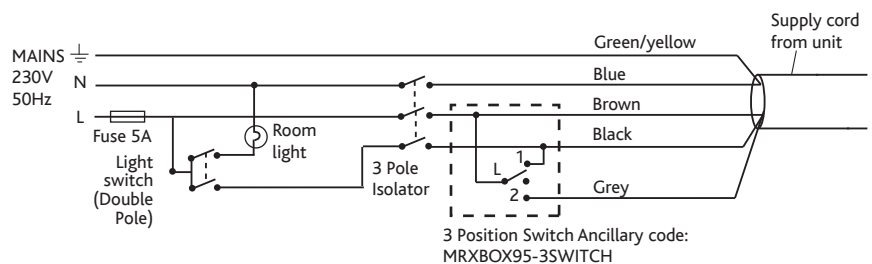 MAINS
230V
50Hz
N
L
Fuse 5A
Light
switch
(Double
Pole)
Room
light
3 Pole
Isolator
Green/yellow
Blue
Brown
Black
Grey
L
1
2
Supply cord
from unit
3 Position Switch Ancillary code:
MRXBOX95-3SWITCH